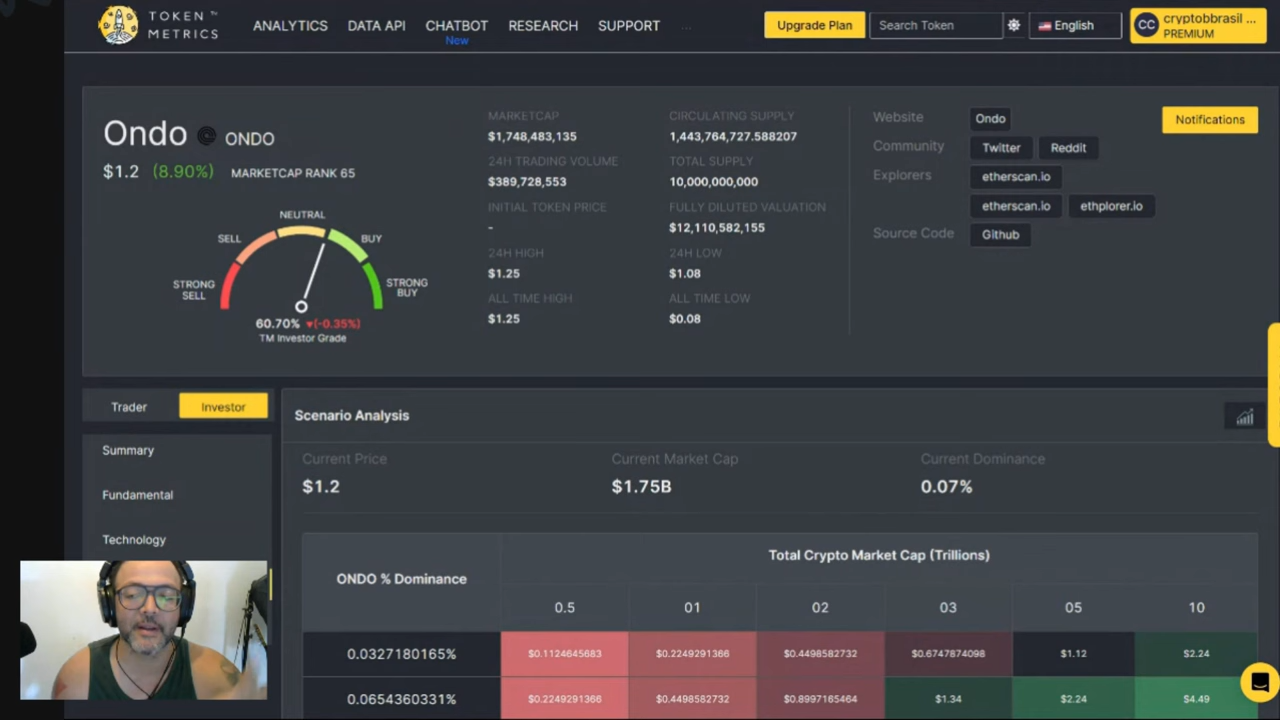 TOKEN ™
METRICS
ANALYTICS
DATA API
CHATBOT
New
RESEARCH
SUPPORT
...
Upgrade Plan
Search Token
English
CC
cryptobbrasil ...
PREMIUM
Ondo ONDO
$1.2 (8.90%) MARKETCAP RANK 65
STRONG SELL
SELL
NEUTRAL
BUY
STRONG BUY
60.70% ▼(-0.35%)
TM Investor Grade
MARKETCAP
$1,748,483,135
24H TRADING VOLUME
$389,728,553
INITIAL TOKEN PRICE
-
24H HIGH
$1.25
ALL TIME HIGH
$1.25
CIRCULATING SUPPLY
1,443,764,727.588207
TOTAL SUPPLY
10,000,000,000
FULLY DILUTED VALUATION
$12,110,582,155
24H LOW
$1.08
ALL TIME LOW
$0.08
Website Ondo
Community Twitter Reddit
Explorers etherscan.io
etherscan.io ethplorer.io
Source Code Github
Notifications
Trader Investor
Summary
Fundamental
Technology
Scenario Analysis
Current Price
$1.2
Current Market Cap
$1.75B
Current Dominance
0.07%
ONDO % Dominance
Total Crypto Market Cap (Trillions)
0.5 01 02 03 05 10
0.0327180165% $0.1124645683 $0.2249291366 $0.4498582732 $0.6747874098 $1.12 $2.24
0.0654360331% $0.2249291366 $0.4498582732 $0.8997165464 $1.34 $2.24 $4.49